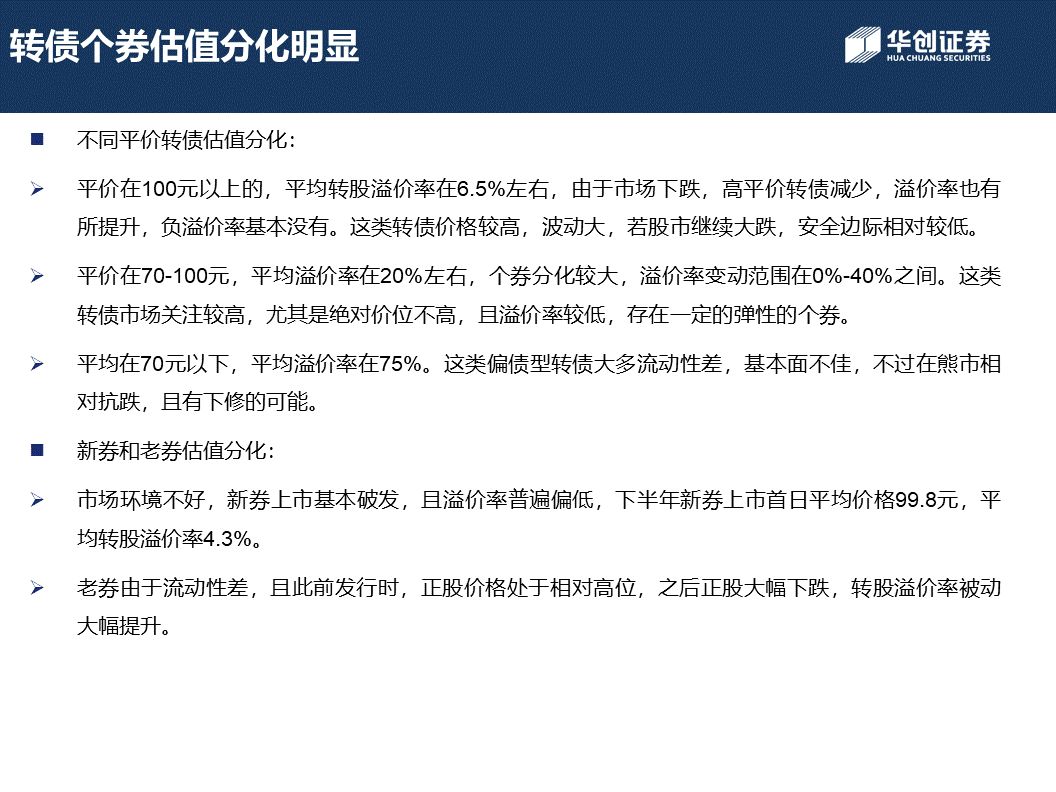 转债个券估值分化明显
华创证券
HUA CHUANG SECURITIES
不同平价转债估值分化：
平价在100元以上的，平均转股溢价率在6.5%左右，由于市场下跌，高平价转债减少，溢价率也有
所提升，负溢价率基本没有。这类转债价格较高，波动大，若股市继续大跌，安全边际相对较低。
平价在70-100元，平均溢价率在20%左右，个券分化较大，溢价率变动范围在0%-40%之间。这类
转债市场关注较高，尤其是绝对价位不高，且溢价率较低，存在一定的弹性的个券。
平均在70元以下，平均溢价率在75%。这类偏债型转债大多流动性差，基本面不佳，不过在熊市相
对抗跌，且有下修的可能。
新券和老券估值分化：
市场环境不好，新券上市基本破发，且溢价率普遍偏低，下半年新券上市首日平均价格99.8元，平
均转股溢价率4.3%。
老券由于流动性差，且此前发行时，正股价格处于相对高位，之后正股大幅下跌，转股溢价率被动
大幅提升。